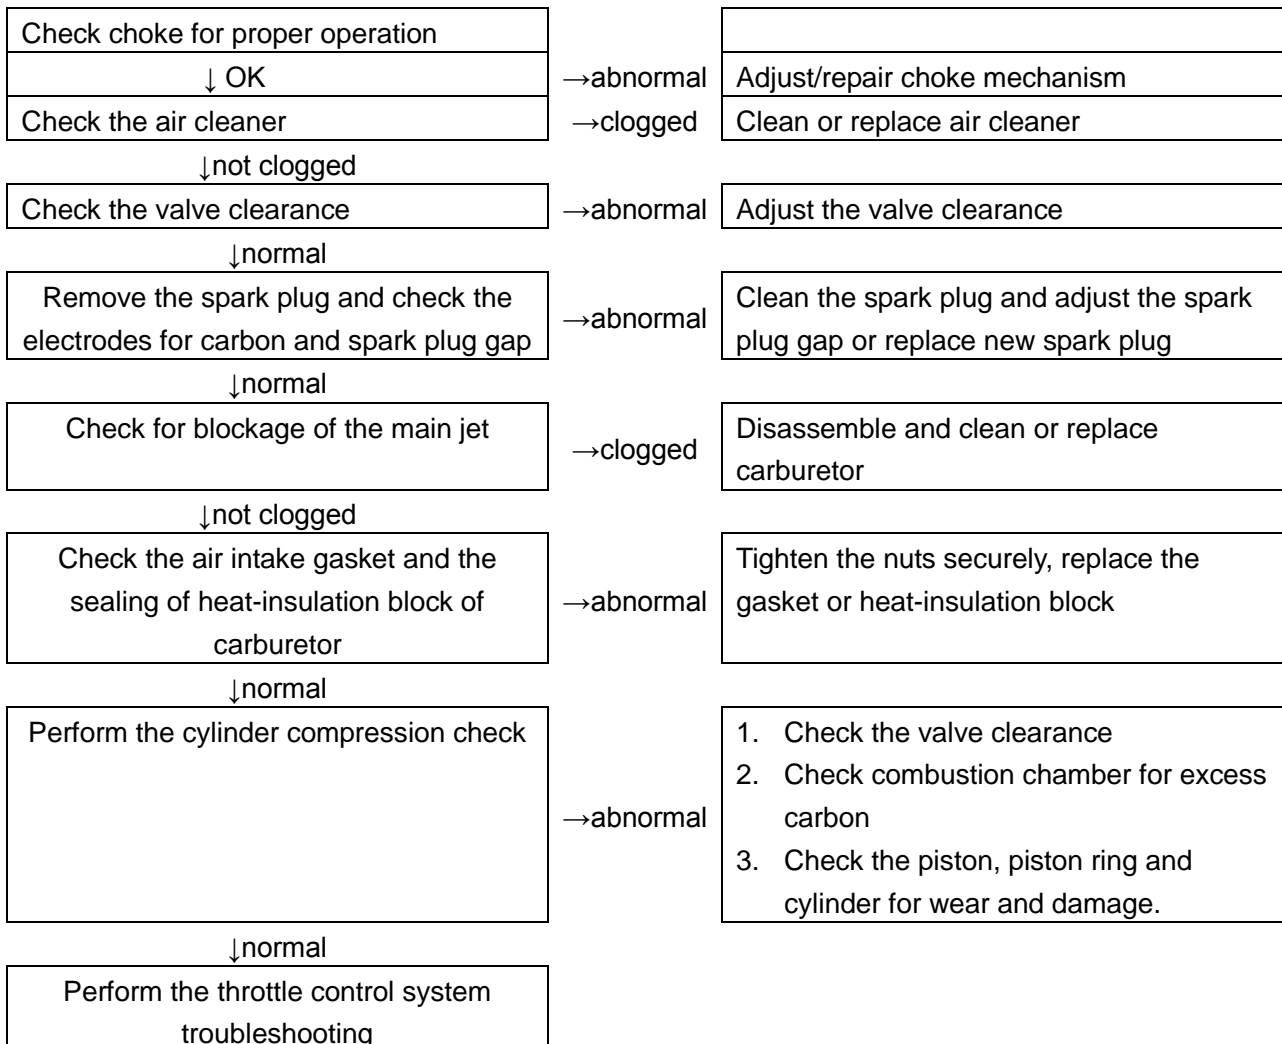 Check choke for proper operation
↓ OK →abnormal Adjust/repair choke mechanism
Check the air cleaner →clogged Clean or replace air cleaner
↓not clogged
Check the valve clearance →abnormal Adjust the valve clearance
↓normal
Remove the spark plug and check the
electrodes for carbon and spark plug gap
→abnormal
Clean the spark plug and adjust the spark
plug gap or replace new spark plug
↓normal
Check for blockage of the main jet
→clogged
Disassemble and clean or replace
carburetor
↓not clogged
Check the air intake gasket and the
sealing of heat-insulation block of
carburetor
→abnormal
Tighten the nuts securely, replace the
gasket or heat-insulation block
↓normal
Perform the cylinder compression check
→abnormal
1. Check the valve clearance
2. Check combustion chamber for excess
carbon
3. Check the piston, piston ring and
cylinder for wear and damage.
↓normal
Perform the throttle control system
troubleshooting